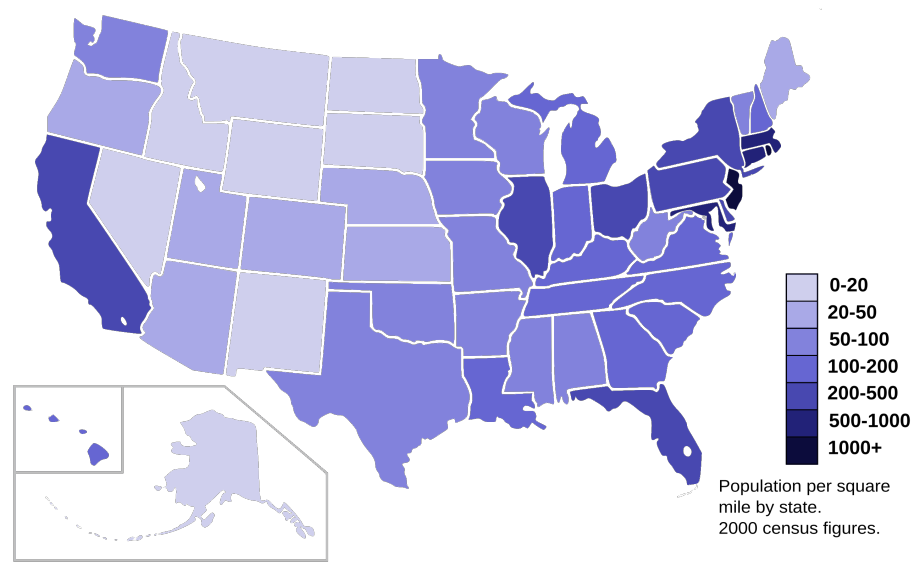 0-20
20-50
50-100
100-200
200-500
500-1000
1000+
Population per square
mile by state.
2000 census figures.